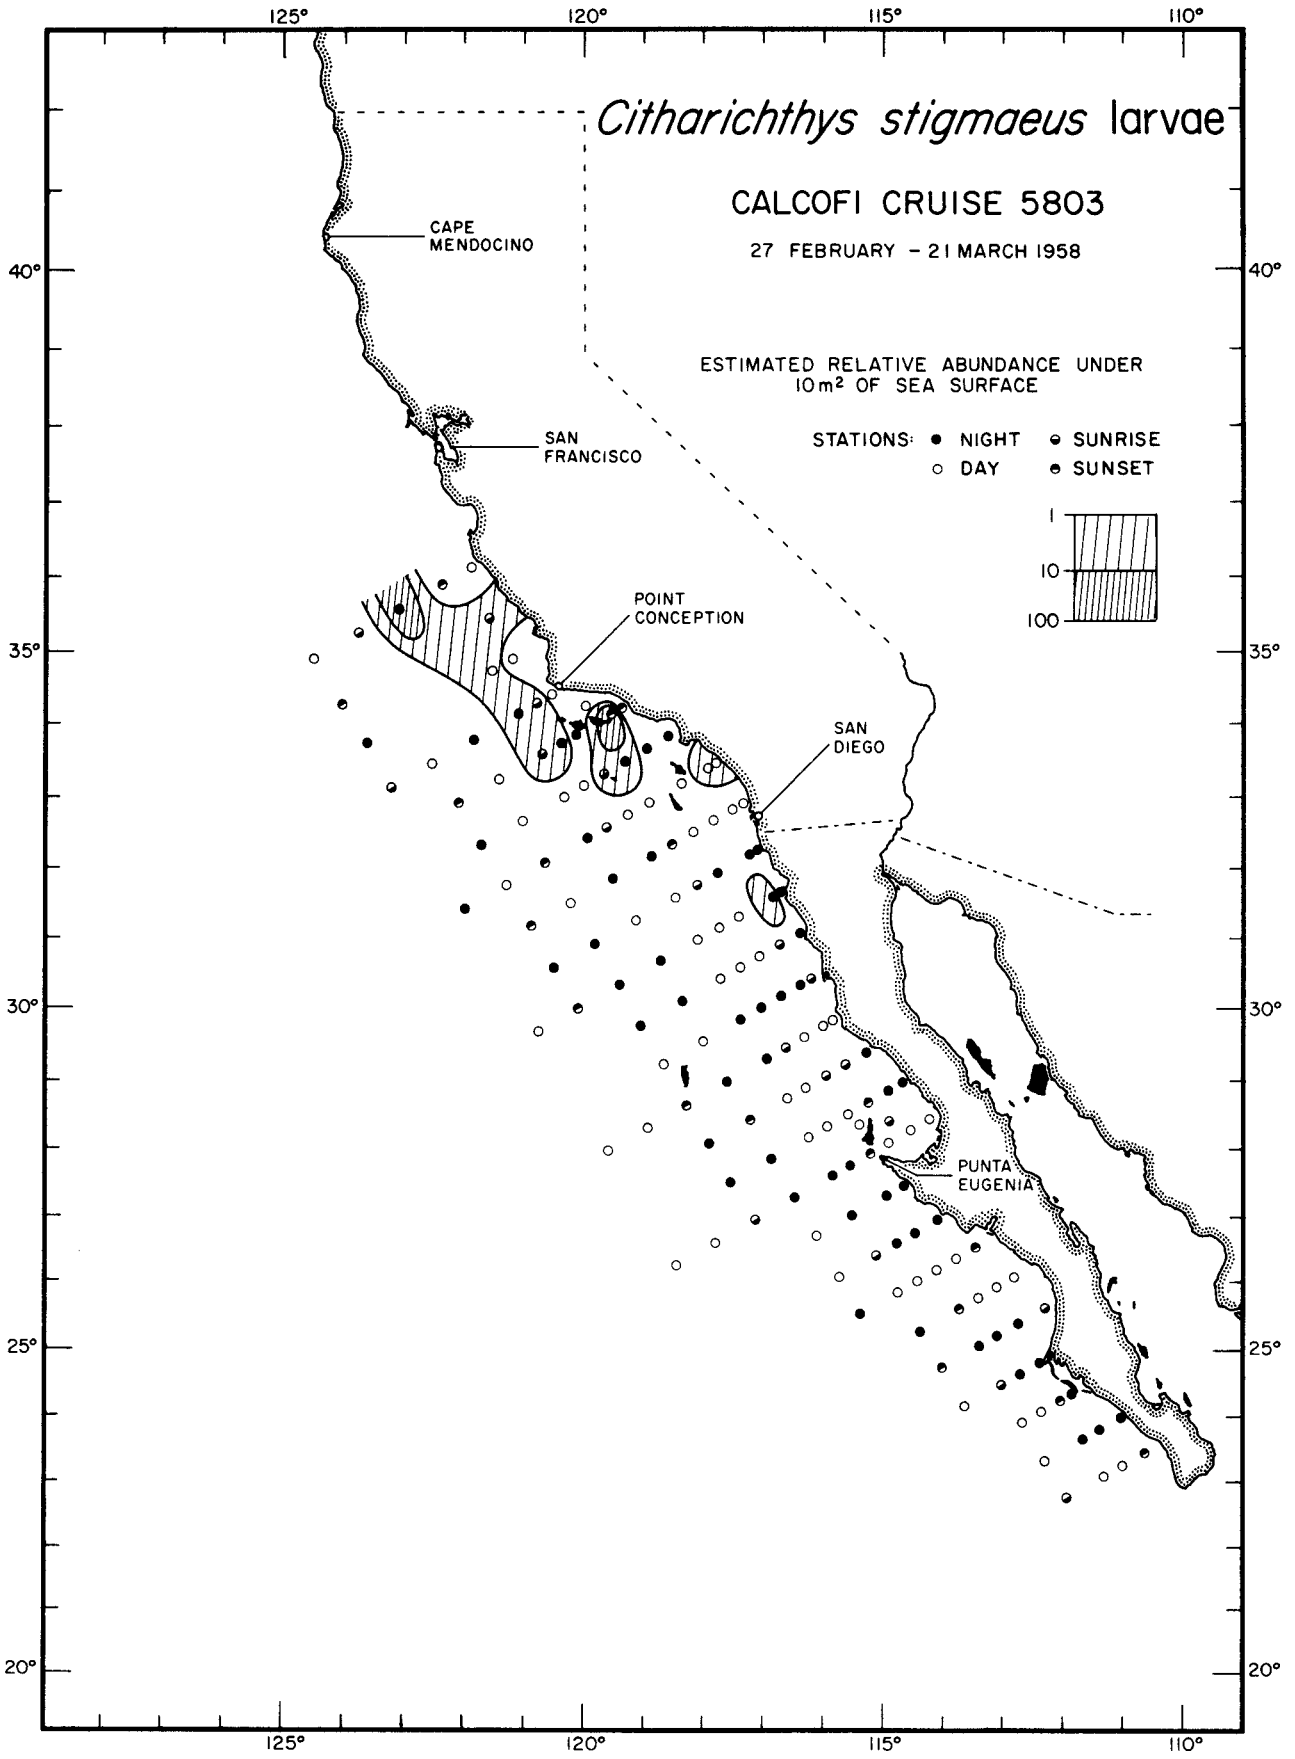 125° 120° 115° 110°
Citharichthys stigmaeus larvae
CALCOFI CRUISE 5803
27 FEBRUARY – 21 MARCH 1958
CAPE
MENDOCINO
40° 40°
ESTIMATED RELATIVE ABUNDANCE UNDER
10m² OF SEA SURFACE
STATIONS: NIGHT SUNRISE
DAY SUNSET
SAN
FRANCISCO
1
10
100
POINT
CONCEPTION
35° 35°
SAN
DIEGO
30° 30°
PUNTA
EUGENIA
25° 25°
20° 20°
125° 120° 115° 110°